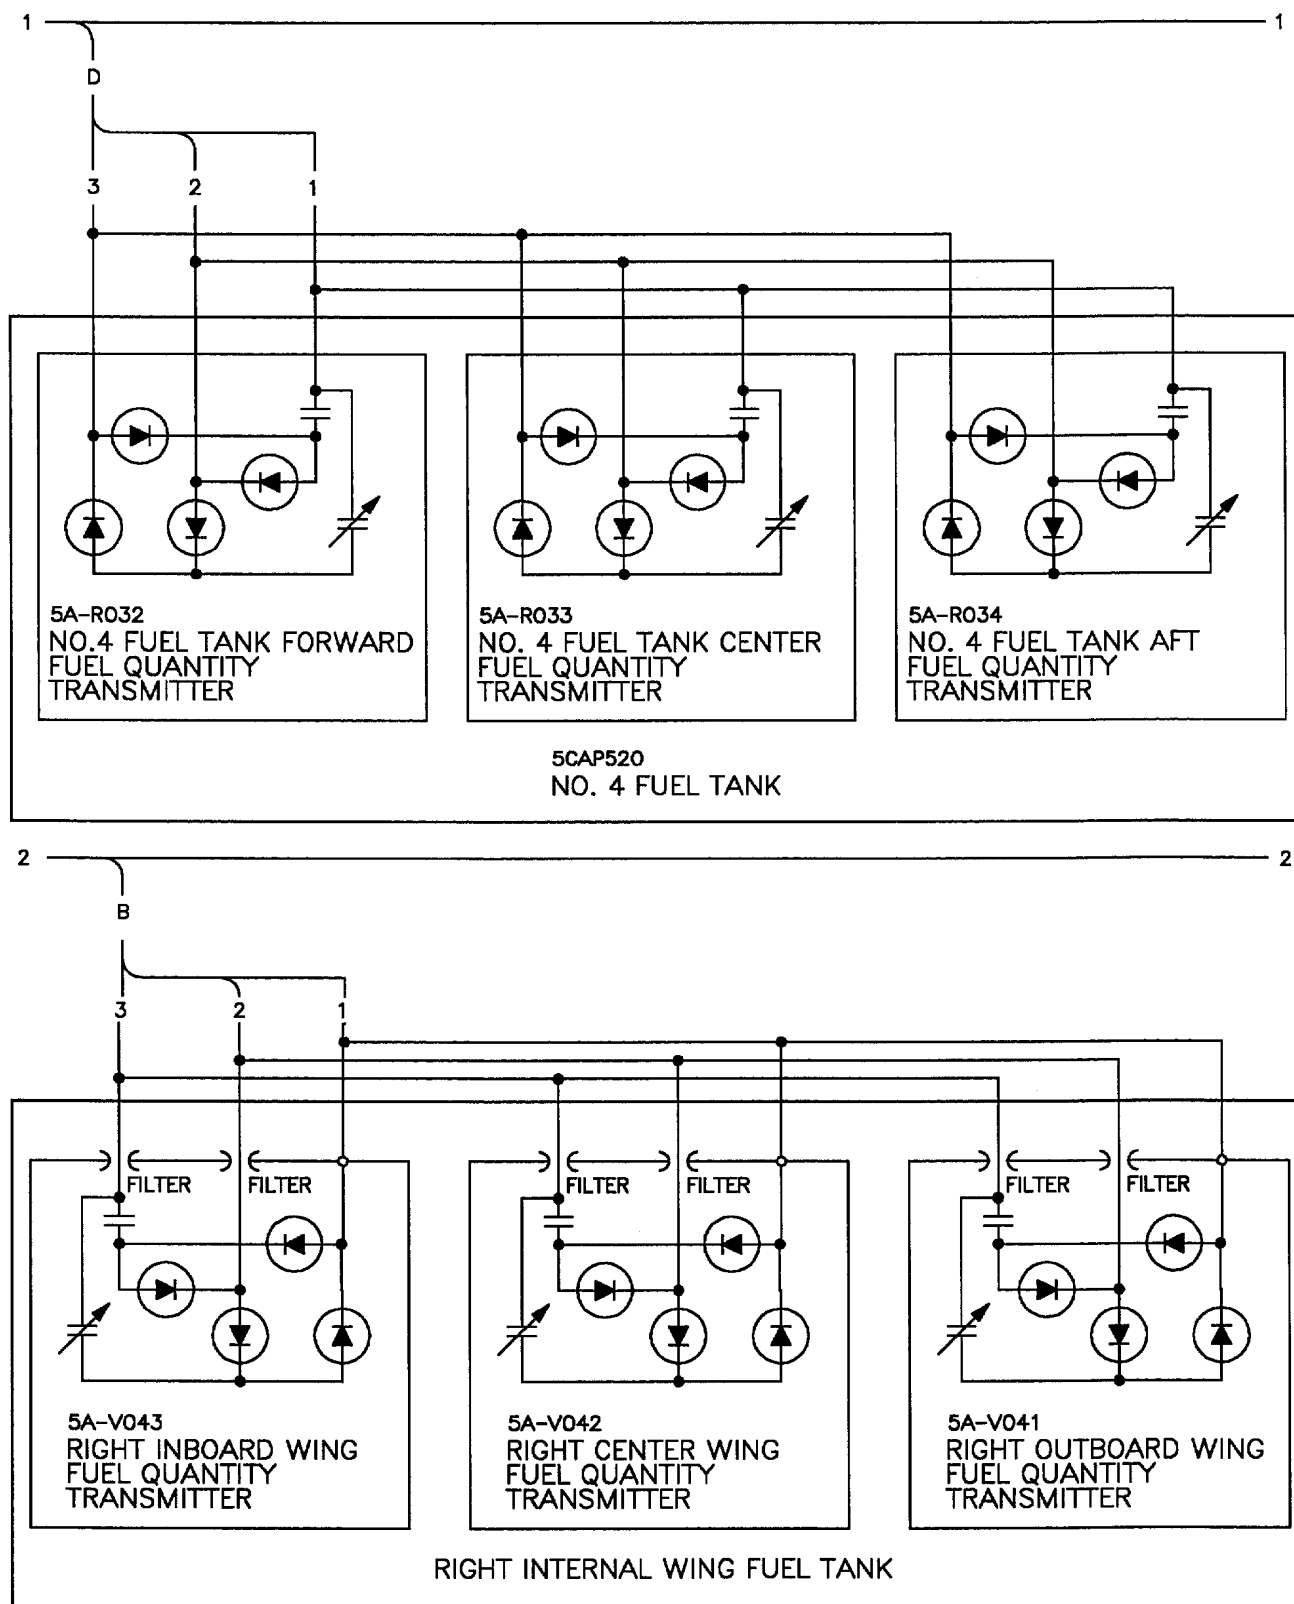 1 1
D
3 2 1
5A-R032
NO.4 FUEL TANK FORWARD
FUEL QUANTITY
TRANSMITTER
5A-R033
NO. 4 FUEL TANK CENTER
FUEL QUANTITY
TRANSMITTER
5A-R034
NO. 4 FUEL TANK AFT
FUEL QUANTITY
TRANSMITTER
5CAP520
NO. 4 FUEL TANK
2 2
B
3 2 1
FILTER FILTER
FILTER FILTER
FILTER FILTER
5A-V043
RIGHT INBOARD WING
FUEL QUANTITY
TRANSMITTER
5A-V042
RIGHT CENTER WING
FUEL QUANTITY
TRANSMITTER
5A-V041
RIGHT OUTBOARD WING
FUEL QUANTITY
TRANSMITTER
RIGHT INTERNAL WING FUEL TANK